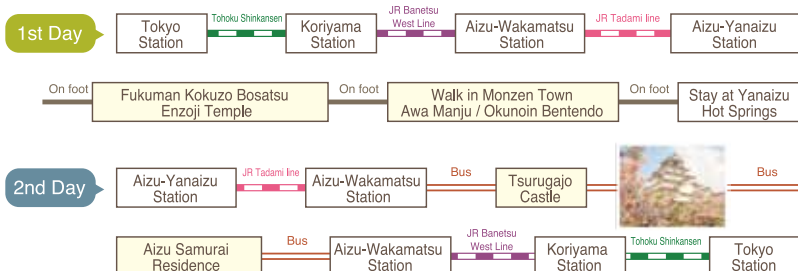 1st Day
Tokyo
Station
Tohoku Shinkansen
Koriyama
Station
JR Banetsu
West Line
Aizu-Wakamatsu
Station
JR Tadami line
Aizu-Yanaizu
Station
On foot
Fukuman Kokuzo Bosatsu
Enzoji Temple
On foot
Walk in Monzen Town
Awa Manju / Okunoin Bentendo
On foot
Stay at Yanaizu
Hot Springs
2nd Day
Aizu-Yanaizu
Station
JR Tadami line
Aizu-Wakamatsu
Station
Bus
Tsurugajo
Castle
Bus
Aizu Samurai
Residence
Bus
Aizu-Wakamatsu
Station
JR Banetsu
West Line
Koriyama
Station
Tohoku Shinkansen
Tokyo
Station